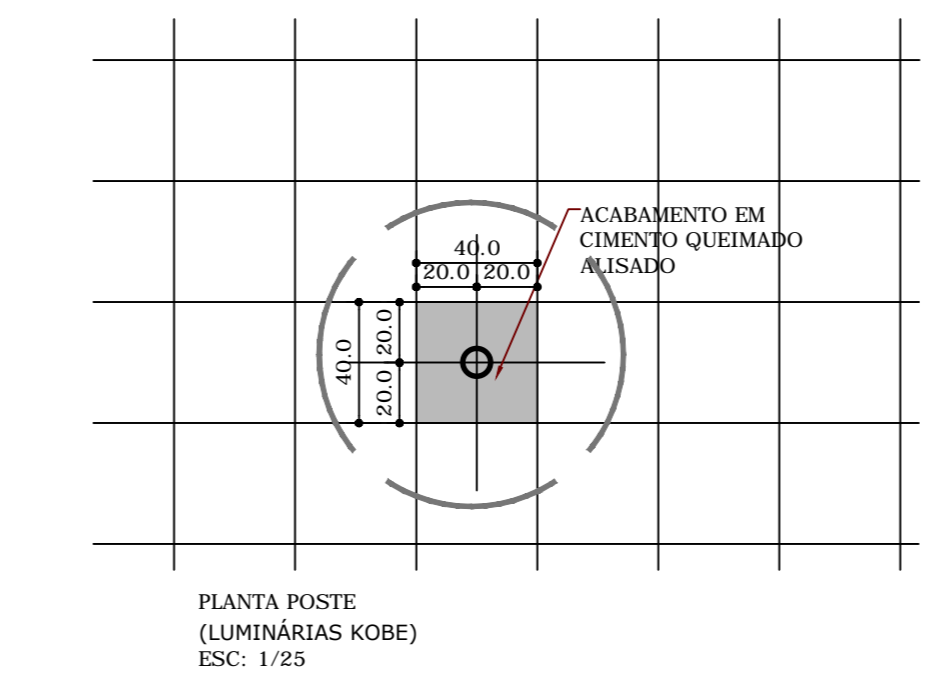 ACABAMENTO EM
CIMENTO QUEIMADO
ALISADO
40.0
20.0 20.0
40.0
20.0
20.0
PLANTA POSTE
(LUMINÁRIAS KOBE)
ESC: 1/25